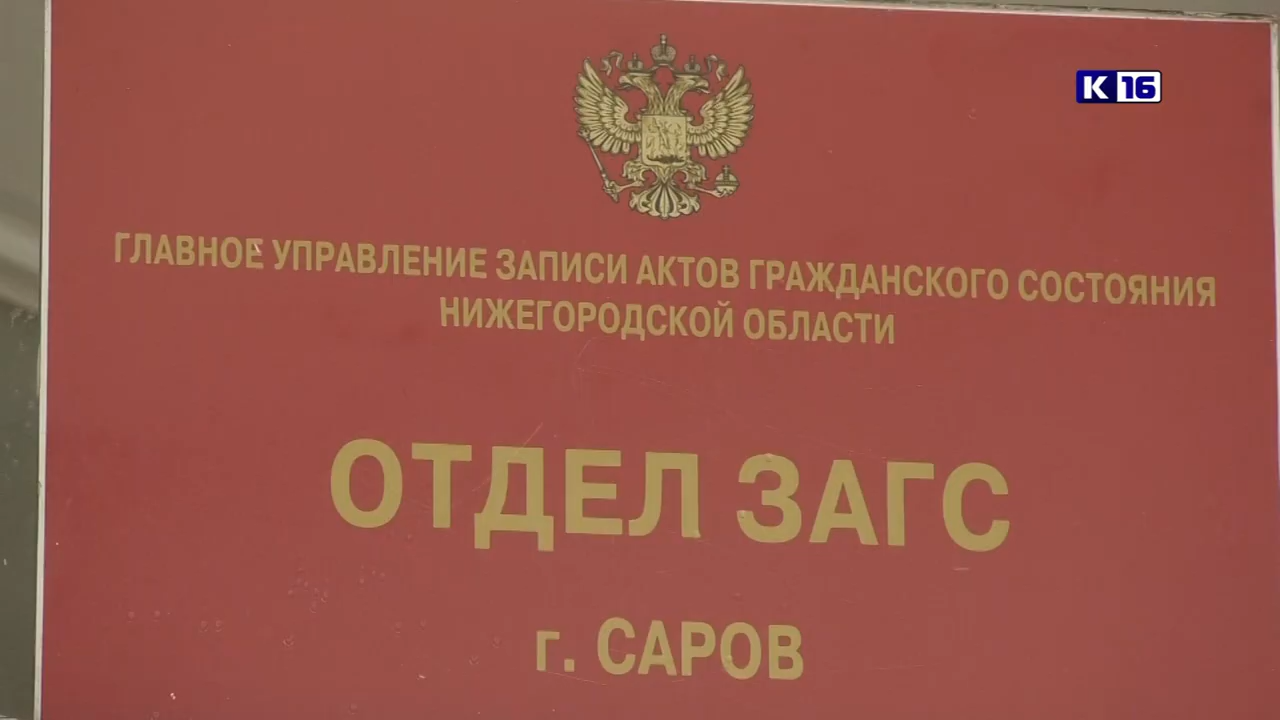 К 16
ГЛАВНОЕ УПРАВЛЕНИЕ ЗАПИСИ АКТОВ ГРАЖДАНСКОГО СОСТОЯНИЯ
НИЖЕГОРОДСКОЙ ОБЛАСТИ
ОТДЕЛ ЗАГС
г. САРОВ